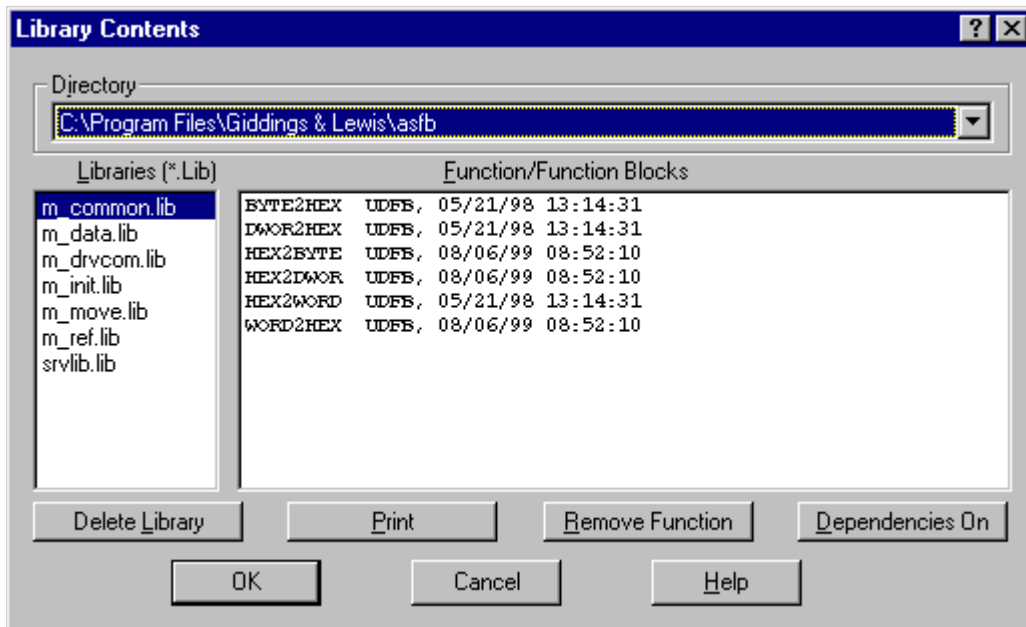 Library Contents
Directory
C:\Program Files\Giddings & Lewis\asfb
Libraries (*.Lib)
Function/Function Blocks
m_common.lib
m_data.lib
m_drvcom.lib
m_init.lib
m_move.lib
m_ref.lib
srvlib.lib
BYTE2HEX UDFB, 05/21/98 13:14:31
DWOR2HEX UDFB, 05/21/98 13:14:31
HEX2BYTE UDFB, 08/06/99 08:52:10
HEX2DWOR UDFB, 08/06/99 08:52:10
HEX2WORD UDFB, 05/21/98 13:14:31
WORD2HEX UDFB, 08/06/99 08:52:10
Delete Library
Print
Remove Function
Dependencies On
OK
Cancel
Help